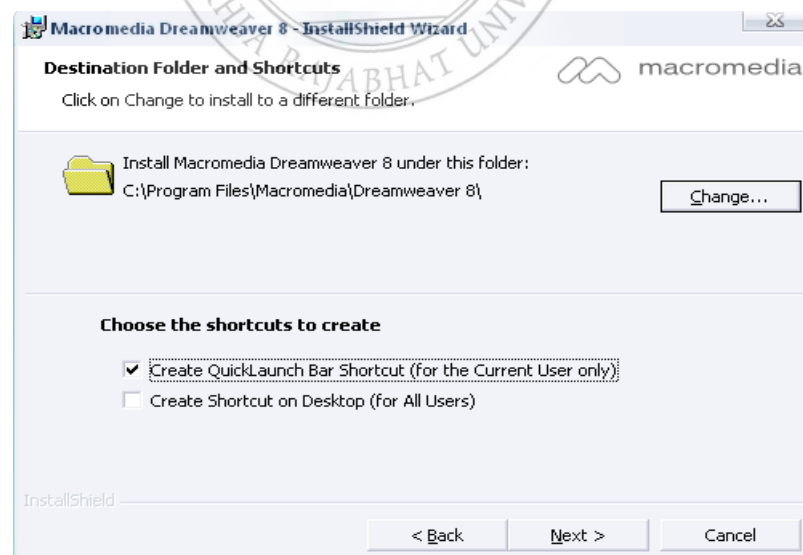 Macromedia Dreamweaver 8 - InstallShield Wizard
Destination Folder and Shortcuts
Click on Change to install to a different folder.
macromedia
RAJABHAT
Install Macromedia Dreamweaver 8 under this folder:
C:\Program Files\Macromedia\Dreamweaver 8\
Change...
Choose the shortcuts to create
Create QuickLaunch Bar Shortcut (for the Current User only)
Create Shortcut on Desktop (for All Users)
InstallShield
< Back
Next >
Cancel